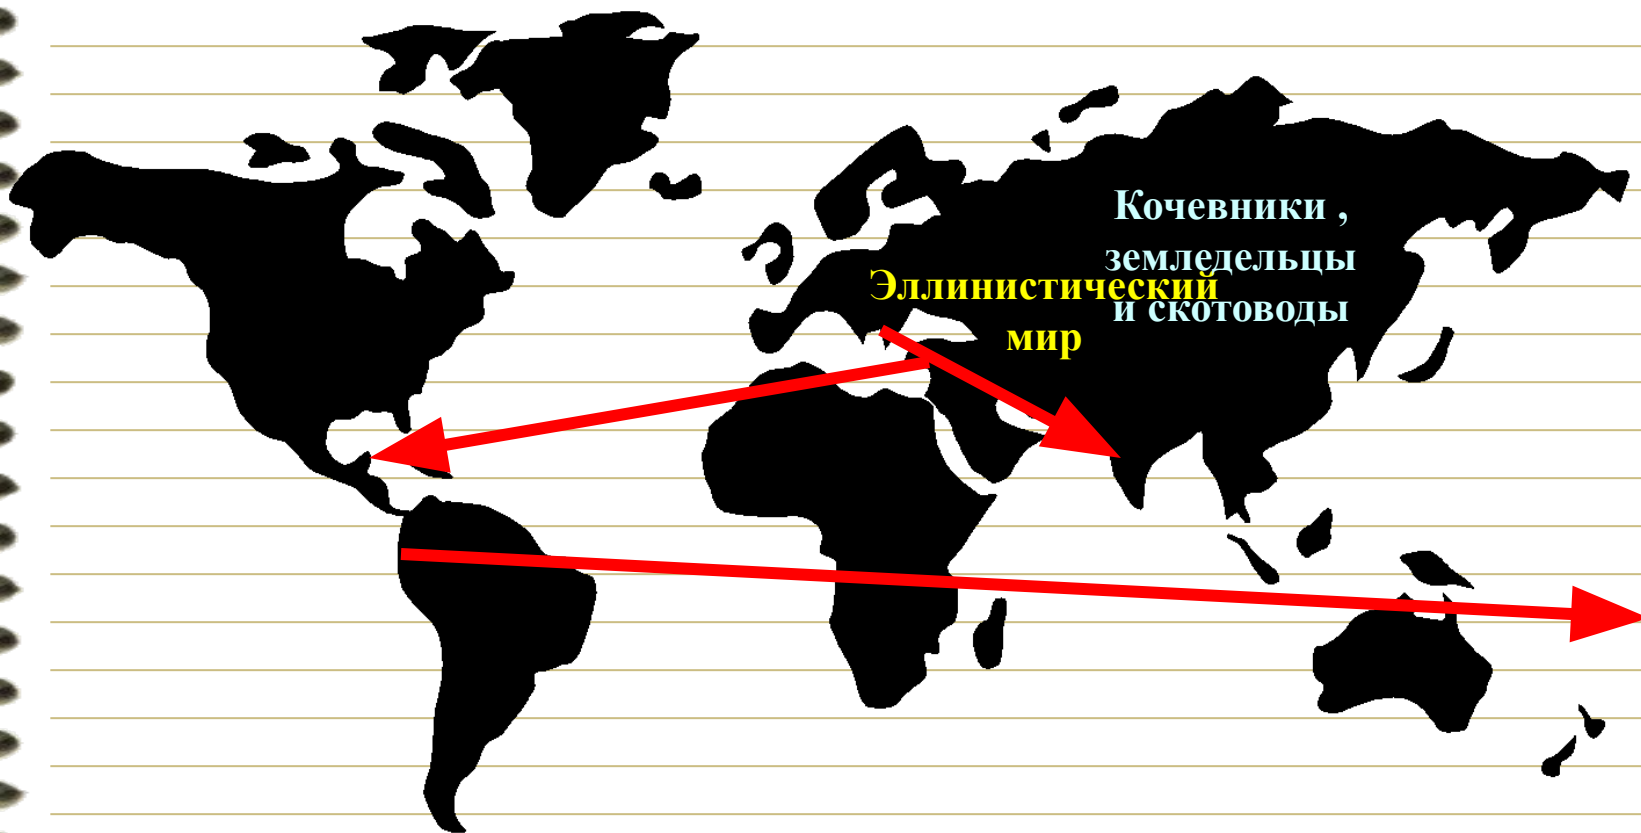 Кочевники ,
земледельцы
и скотоводы
Эллинистический
мир